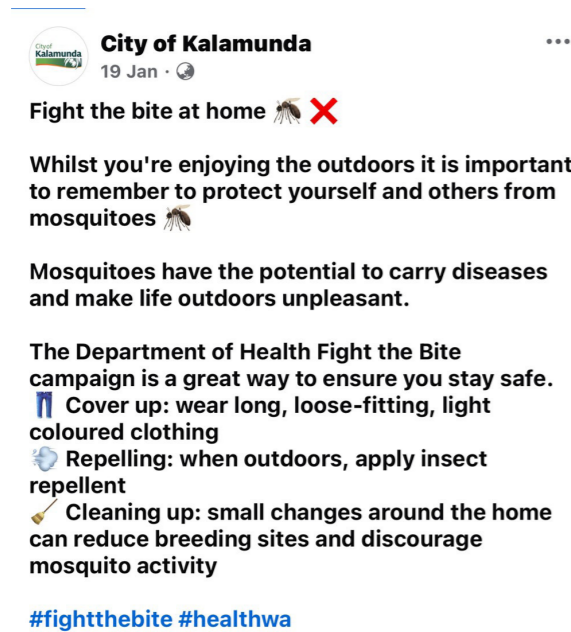 City of
Kalamunda
City of Kalamunda
19 Jan ·
Fight the bite at home 🦟 ❌
Whilst you're enjoying the outdoors it is important
to remember to protect yourself and others from
mosquitoes 🦟
Mosquitoes have the potential to carry diseases
and make life outdoors unpleasant.
The Department of Health Fight the Bite
campaign is a great way to ensure you stay safe.
👖 Cover up: wear long, loose-fitting, light
coloured clothing
💨 Repelling: when outdoors, apply insect
repellent
🧹 Cleaning up: small changes around the home
can reduce breeding sites and discourage
mosquito activity
#fightthebite #healthwa